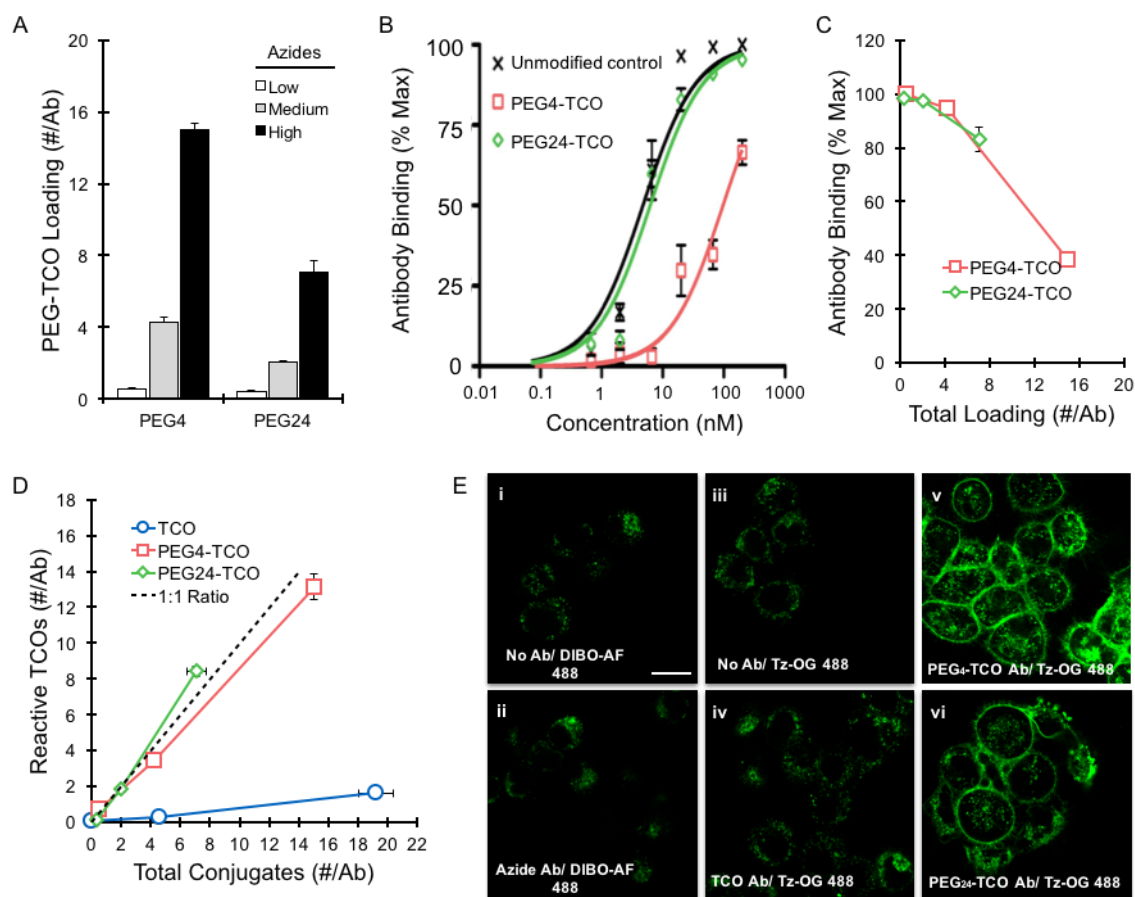 A
20
16
12
8
4
0
PEG-TCO Loading (#/Ab)
Azides
Low
Medium
High
PEG4
PEG24
B
100
75
50
25
0
Antibody Binding (% Max)
Unmodified control
PEG4-TCO
PEG24-TCO
0.01
0.1
1
10
100
1000
Concentration (nM)
C
120
100
80
60
40
20
0
Antibody Binding (% Max)
PEG4-TCO
PEG24-TCO
0
4
8
12
16
20
Total Loading (#/Ab)
D
18
16
14
12
10
8
6
4
2
0
Reactive TCOs (#/Ab)
TCO
PEG4-TCO
PEG24-TCO
1:1 Ratio
0 2 4 6 8 10 12 14 16 18 20 22
Total Conjugates (#/Ab)
E
i
No Ab/ DIBO-AF
488
iii
No Ab/ Tz-OG 488
v
PEG4-TCO Ab/ Tz-OG 488
ii
Azide Ab/ DIBO-AF
488
iv
TCO Ab/ Tz-OG 488
vi
PEG24-TCO Ab/ Tz-OG 488